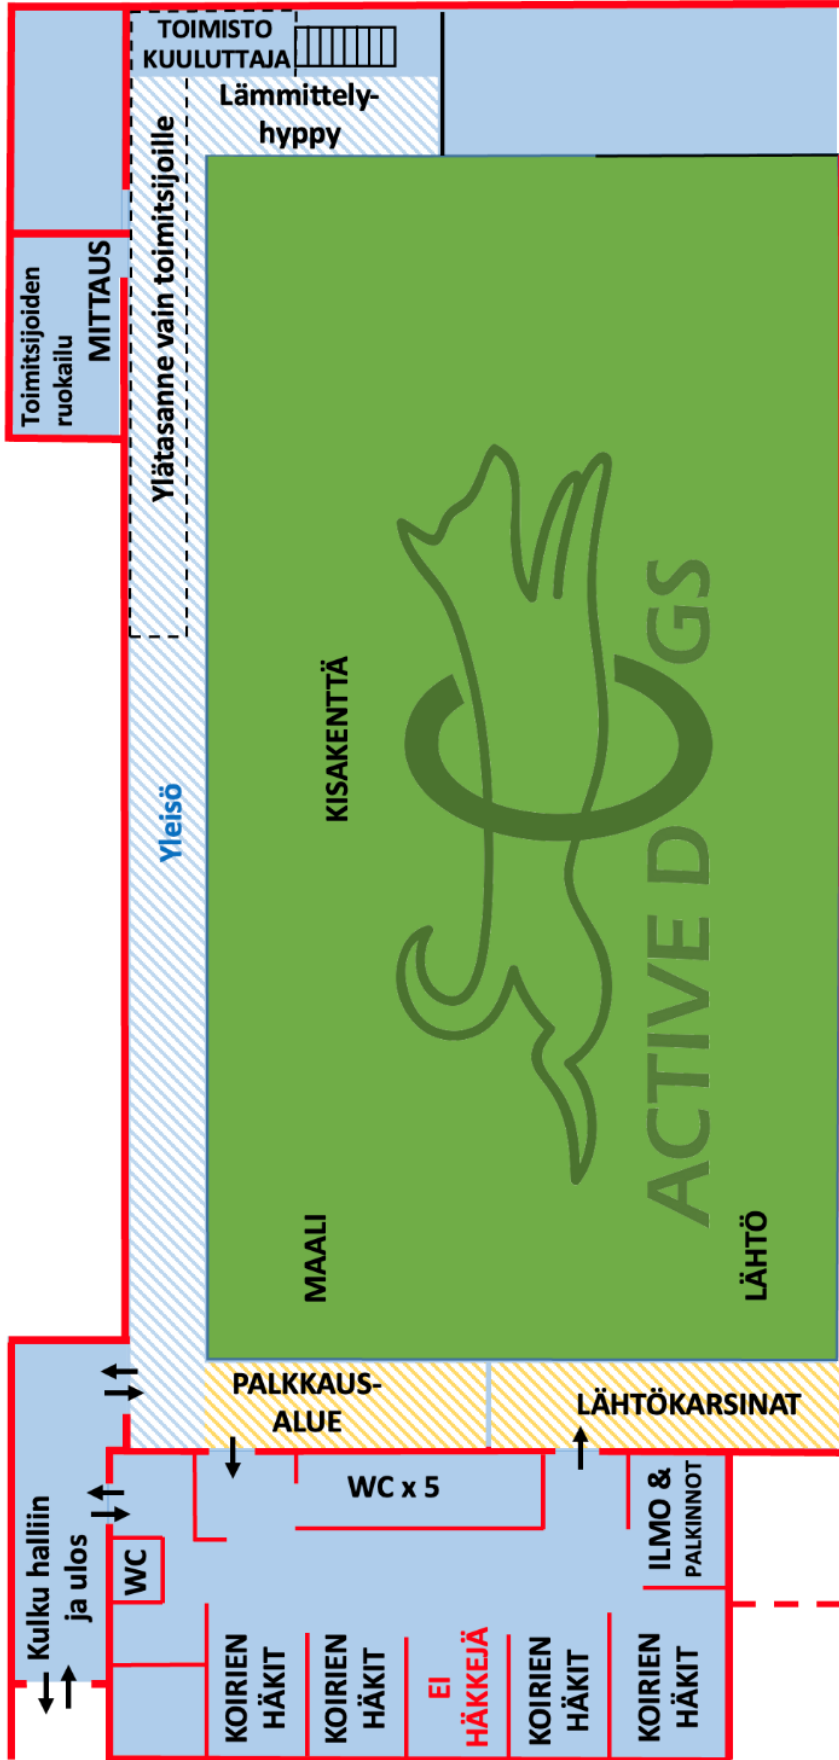 TOIMISTO
KUULUTTAJA
Lämmittely-
hyppy
Ylätasanne vain toimitsijoille
Toimitsijoiden
ruokailu
MITTAUS
Yleisö
KISAKENTTÄ
ACTIVE DOGS
MAALI
LÄHTÖ
PALKKAUS-
ALUE
LÄHTÖKARSINAT
Kulku halliin
ja ulos
WC
WC x 5
ILMO &
PALKINNOT
KOIRIEN
HÄKIT
KOIRIEN
HÄKIT
EI
HÄKKEJÄ
KOIRIEN
HÄKIT
KOIRIEN
HÄKIT